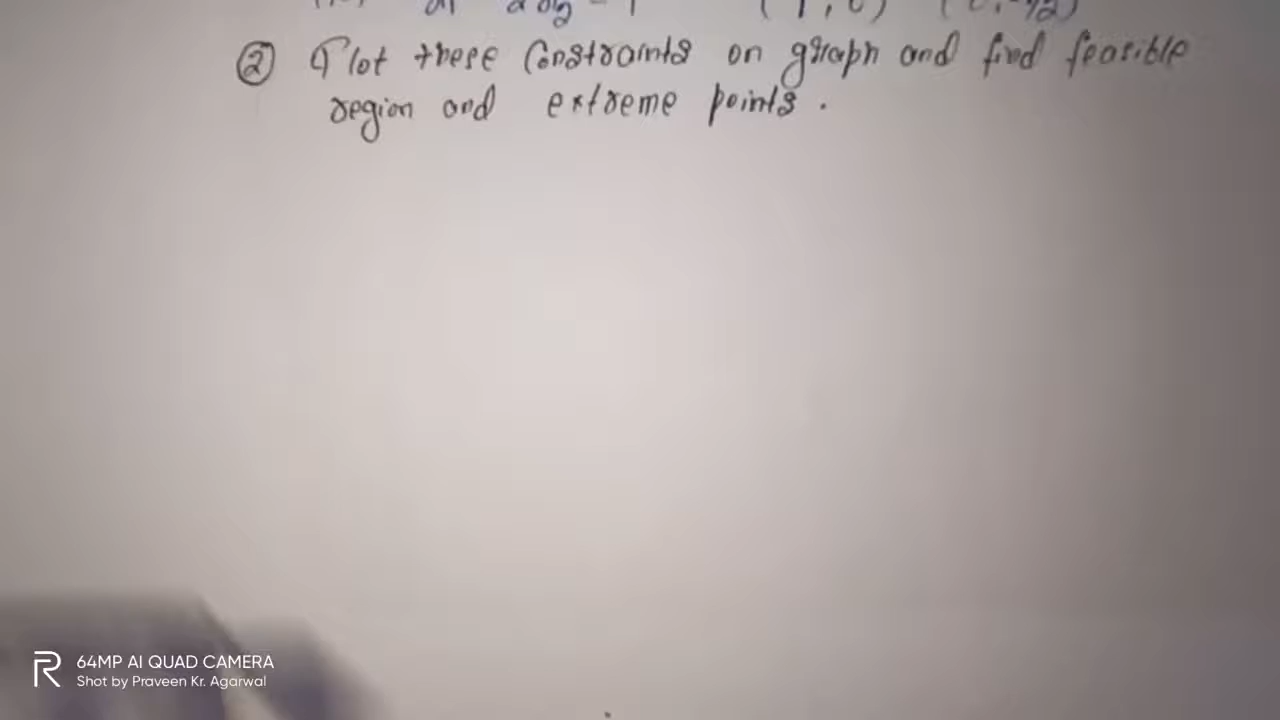 ② Plot these Constraints on graph and find feasible
region and extreme points.
64MP AI QUAD CAMERA
Shot by Praveen Kr. Agarwal